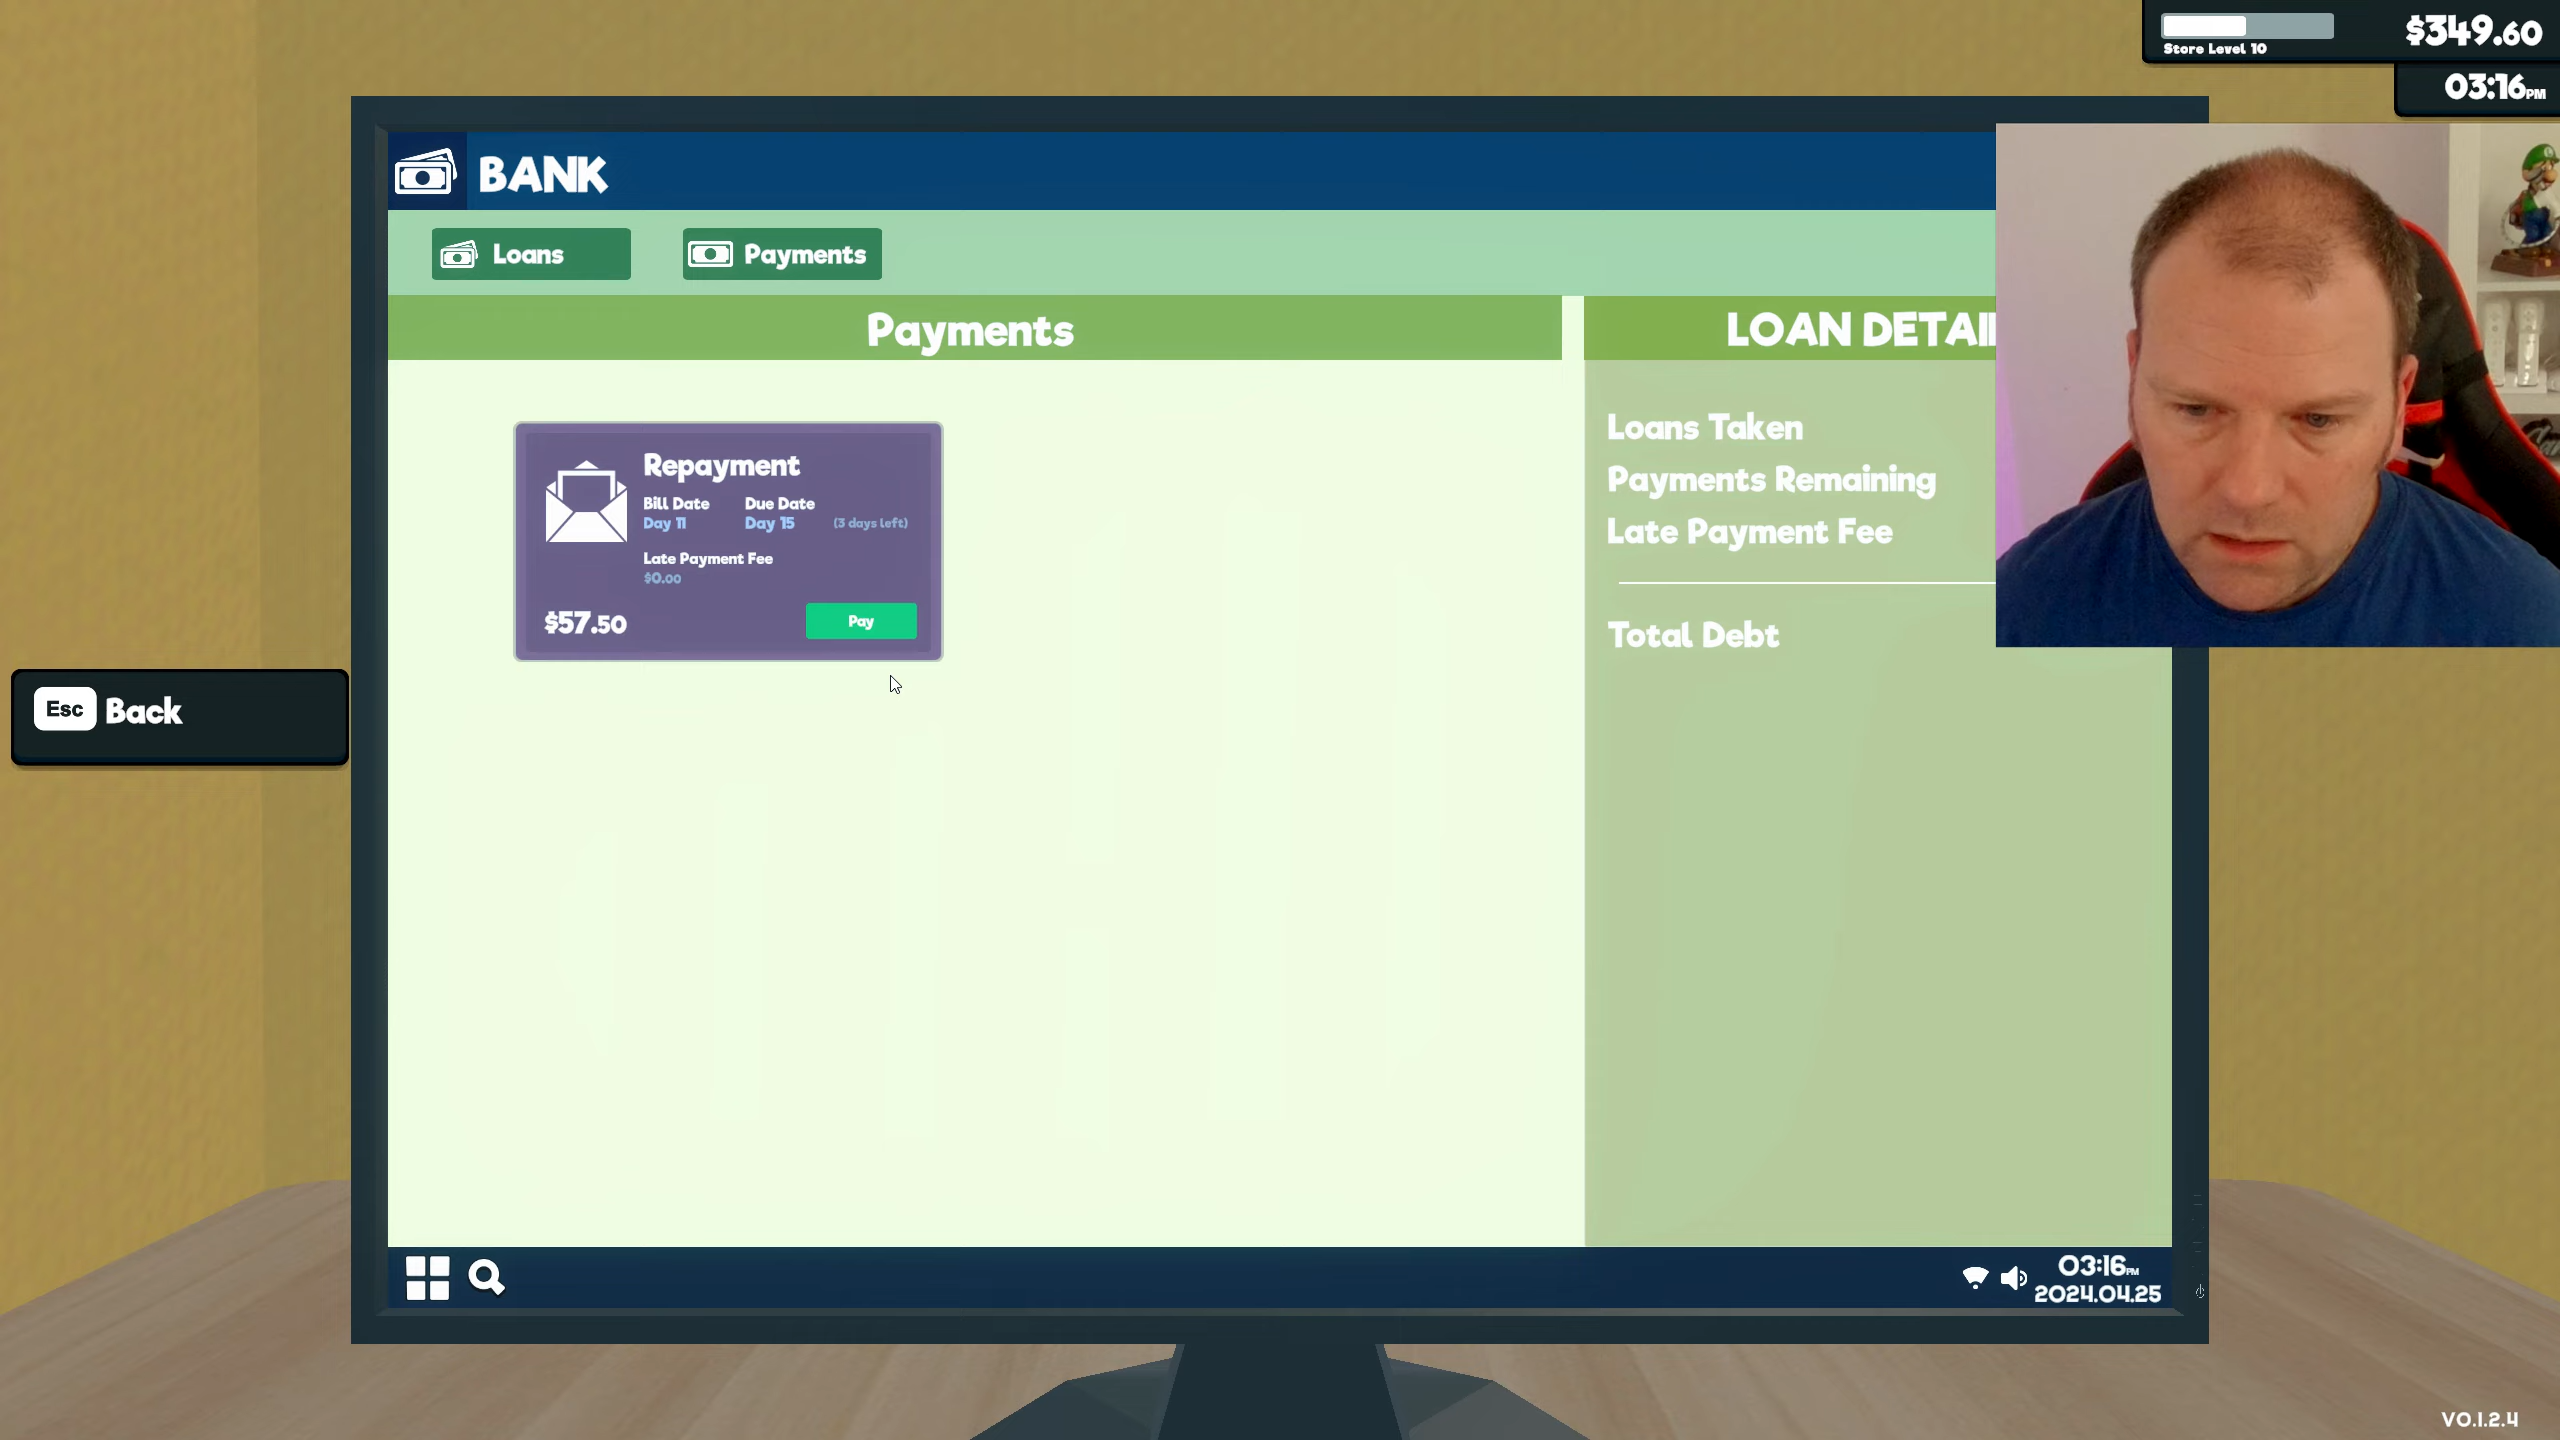 $349.60
Store Level 10
03:16PM
BANK
Loans
Payments
Payments
LOAN DETAI
Repayment
Bill Date
Due Date
Day 11
Day 15
(3 days left)
Late Payment Fee
$0.00
$57.50
Pay
Loans Taken
Payments Remaining
Late Payment Fee
Total Debt
Esc Back
03:16PM
2024.04.25
V0.1.2.4